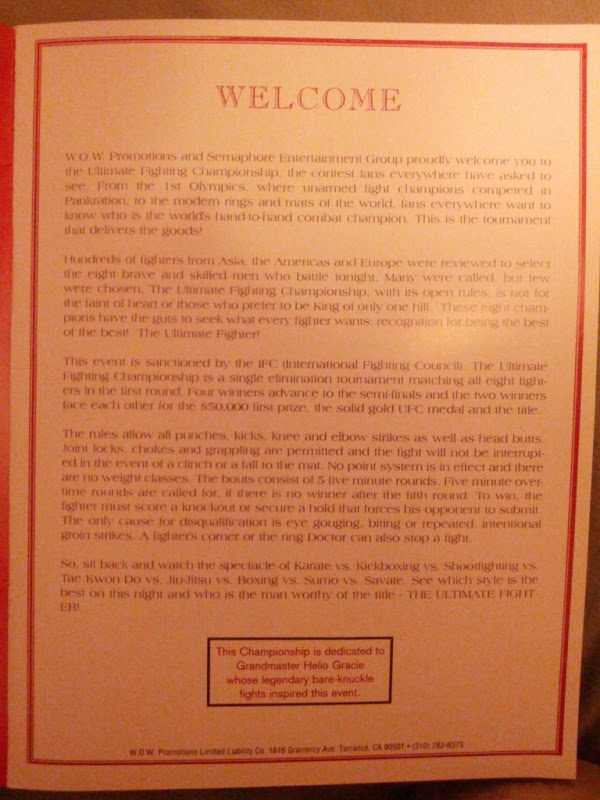 WELCOME
W.O.W. Promotions and Semaphore Entertainment Group proudly welcome you to
the Ultimate Fighting Championship, the contest fans everywhere have asked to
see. From the 1st Olympics, where unarmed fight champions competed in
Pankration, to the modern rings and mats of the world, fans everywhere want to
know who is the world's hand-to-hand combat champion. This is the tournament
that delivers the goods!
Hundreds of fighters from Asia, the Americas and Europe were reviewed to select
the eight brave and skilled men who battle tonight. Many were called, but few
were chosen. The Ultimate Fighting Championship, with its open rules, is not for
the faint of heart or those who prefer to be King of only one hill. These eight cham-
pions have the guts to seek what every fighter wants: recognition for being the best
of the best! The Ultimate Fighter!
This event is sanctioned by the IFC (International Fighting Council). The Ultimate
Fighting Championship is a single elimination tournament matching all eight fight-
ers in the first round. Four winners advance to the semi-finals and the two winners
face each other for the $50,000 first prize, the solid gold UFC medal and the title.
The rules allow all punches, kicks, knee and elbow strikes as well as head butts.
Joint locks, chokes and grappling are permitted and the fight will not be interrupt-
ed in the event of a clinch or a fall to the mat. No point system is in effect and there
are no weight classes. The bouts consist of 5 five minute rounds. Five minute over-
time rounds are called for, if there is no winner after the fifth round. To win, the
fighter must score a knockout or secure a hold that forces his opponent to submit.
The only cause for disqualification is eye gouging, biting or repeated, intentional
groin strikes. A fighter's corner or the ring Doctor can also stop a fight.
So, sit back and watch the spectacle of Karate vs. Kickboxing vs. Shootfighting vs.
Tae Kwon Do vs. Jiu-Jitsu vs. Boxing vs. Sumo vs. Savate. See which style is the
best on this night and who is the man worthy of the title - THE ULTIMATE FIGHT-
ER!
This Championship is dedicated to
Grandmaster Helio Gracie
whose legendary bare-knuckle
fights inspired this event.
W.O.W. Promotions Limited Liability Co. 1616 Gramercy Ave. Torrance, CA 90501 • (310) 782-6373